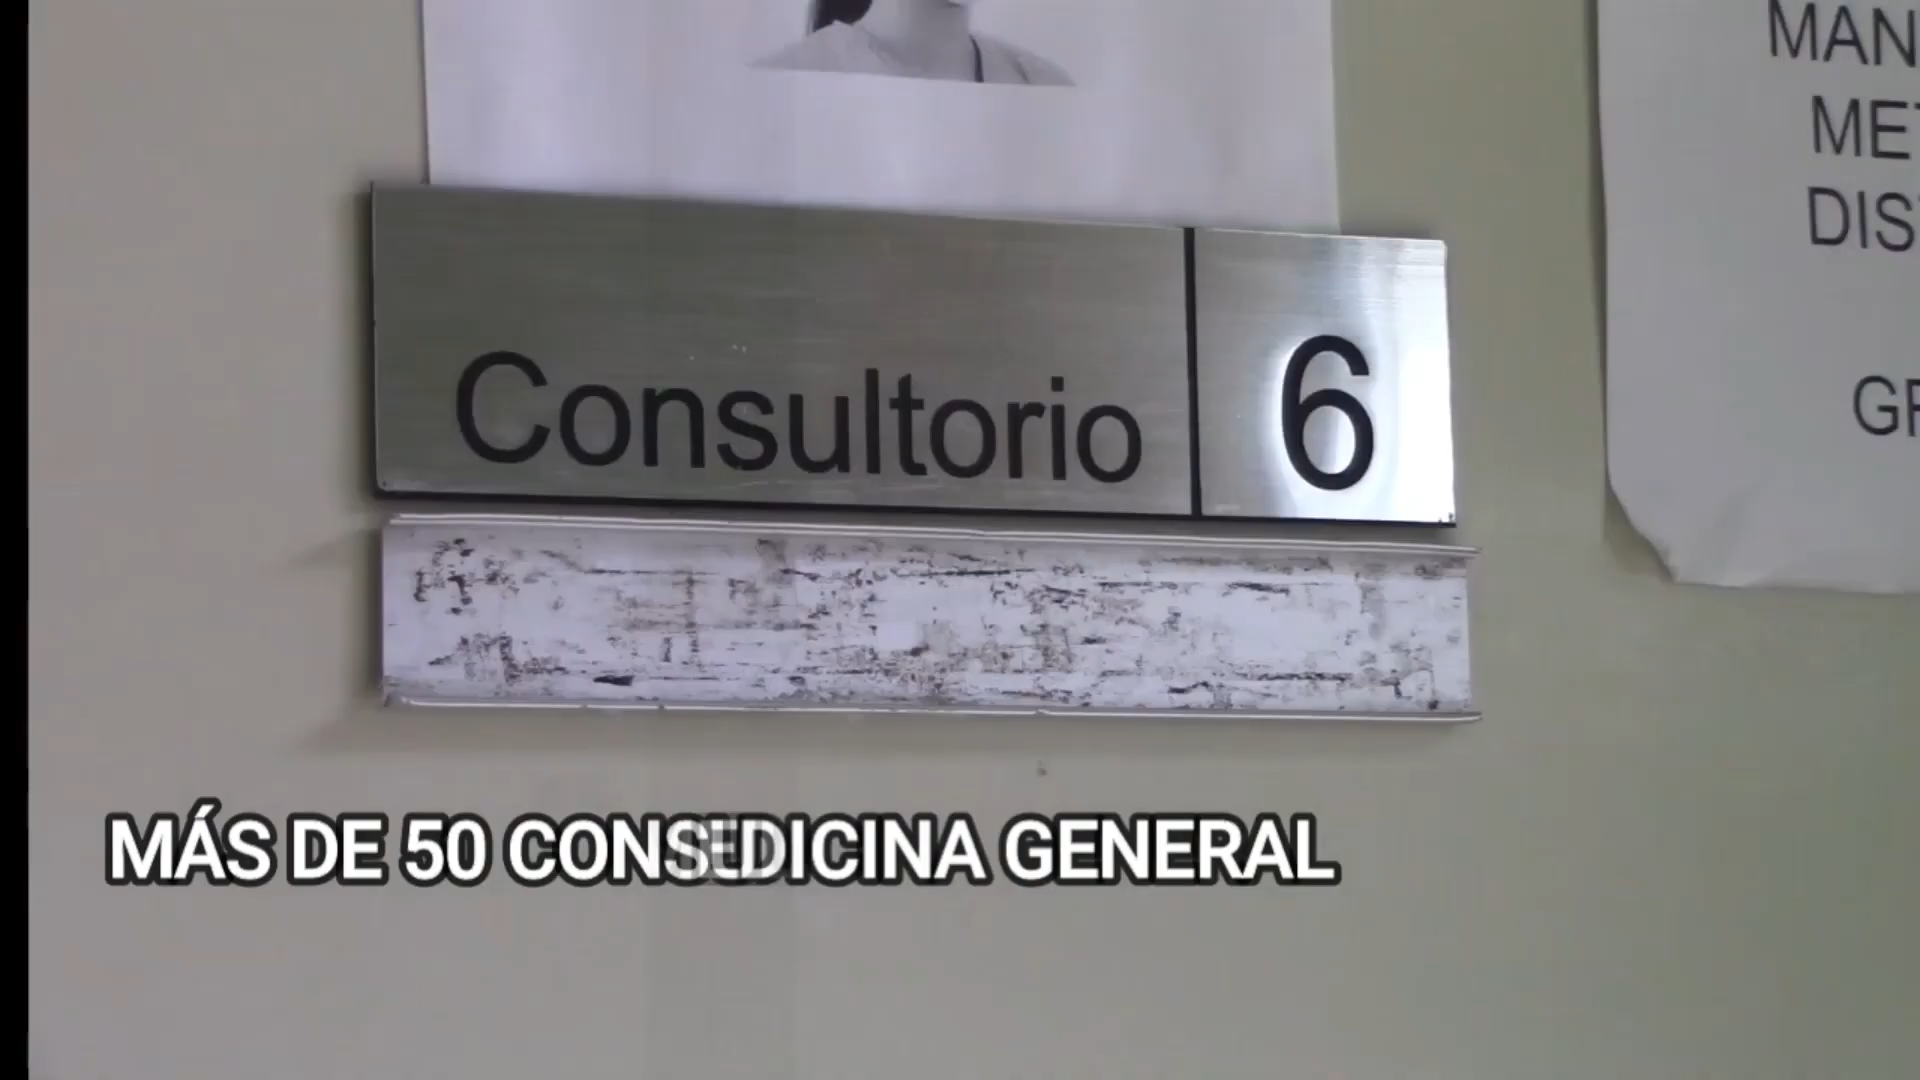 MAN
MET
DIS
GR
Consultorio 6
MÁS DE 50 CONSEDICINA GENERAL